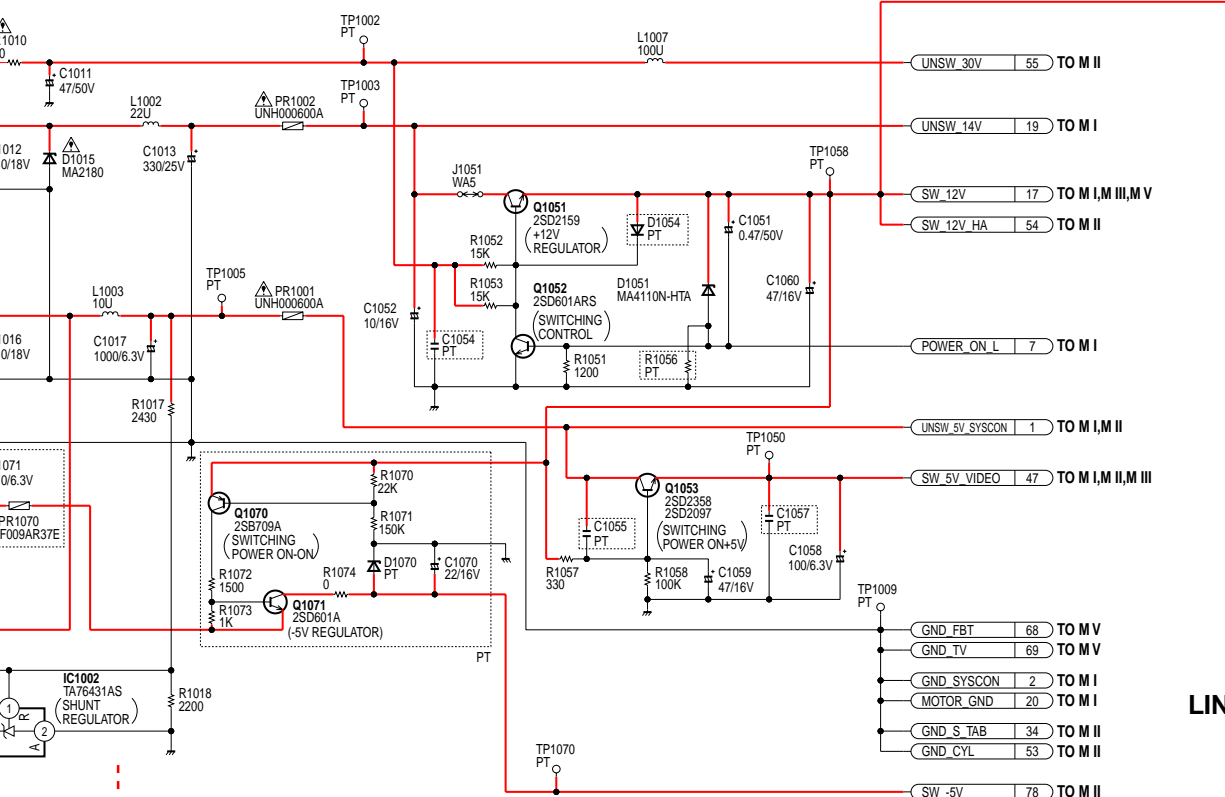 TP1002
PT
1010
0
C1011
47/50V
L1007
100U
UNSW_30V 55 TO M II
TP1003
PT
L1002
22U
PR1002
UNH000600A
UNSW_14V 19 TO M I
1012
0/18V
D1015
MA2180
C1013
330/25V
TP1058
PT
J1051
WA5
SW_12V 17 TO M I,M III,M V
Q1051
2SD2159
+12V
REGULATOR
D1054
PT
C1051
0.47/50V
SW_12V_HA 54 TO M II
R1052
15K
TP1005
PT
L1003
10U
PR1001
UNH000600A
R1053
15K
Q1052
2SD601ARS
SWITCHING
CONTROL
D1051
MA4110N-HTA
C1060
47/16V
C1052
10/16V
1016
0/18V
C1017
1000/6.3V
C1054
PT
R1051
1200
R1056
PT
POWER_ON_L 7 TO M I
R1017
2430
UNSW_5V_SYSCON 1 TO M I,M II
TP1050
PT
1071
0/6.3V
R1070
22K
Q1053
2SD2358
2SD2097
SWITCHING
POWER ON+5V
SW_5V_VIDEO 47 TO M I,M II,M III
PR1070
F009AR37E
Q1070
2SB709A
SWITCHING
POWER ON-ON
R1071
150K
C1055
PT
C1057
PT
D1070
PT
C1070
22/16V
C1058
100/6.3V
R1072
1500
R1074
0
R1057
330
R1058
100K
C1059
47/16V
R1073
1K
Q1071
2SD601A
(-5V REGULATOR)
TP1009
PT
PT
GND_FBT 68 TO M V
GND_TV 69 TO M V
IC1002
TA76431AS
SHUNT
REGULATOR
1
R
2
A
R1018
2200
GND_SYSCON 2 TO M I
MOTOR_GND 20 TO M I
LIN
GND_S_TAB 34 TO M II
GND_CYL 53 TO M II
TP1070
PT
SW_-5V 78 TO M II